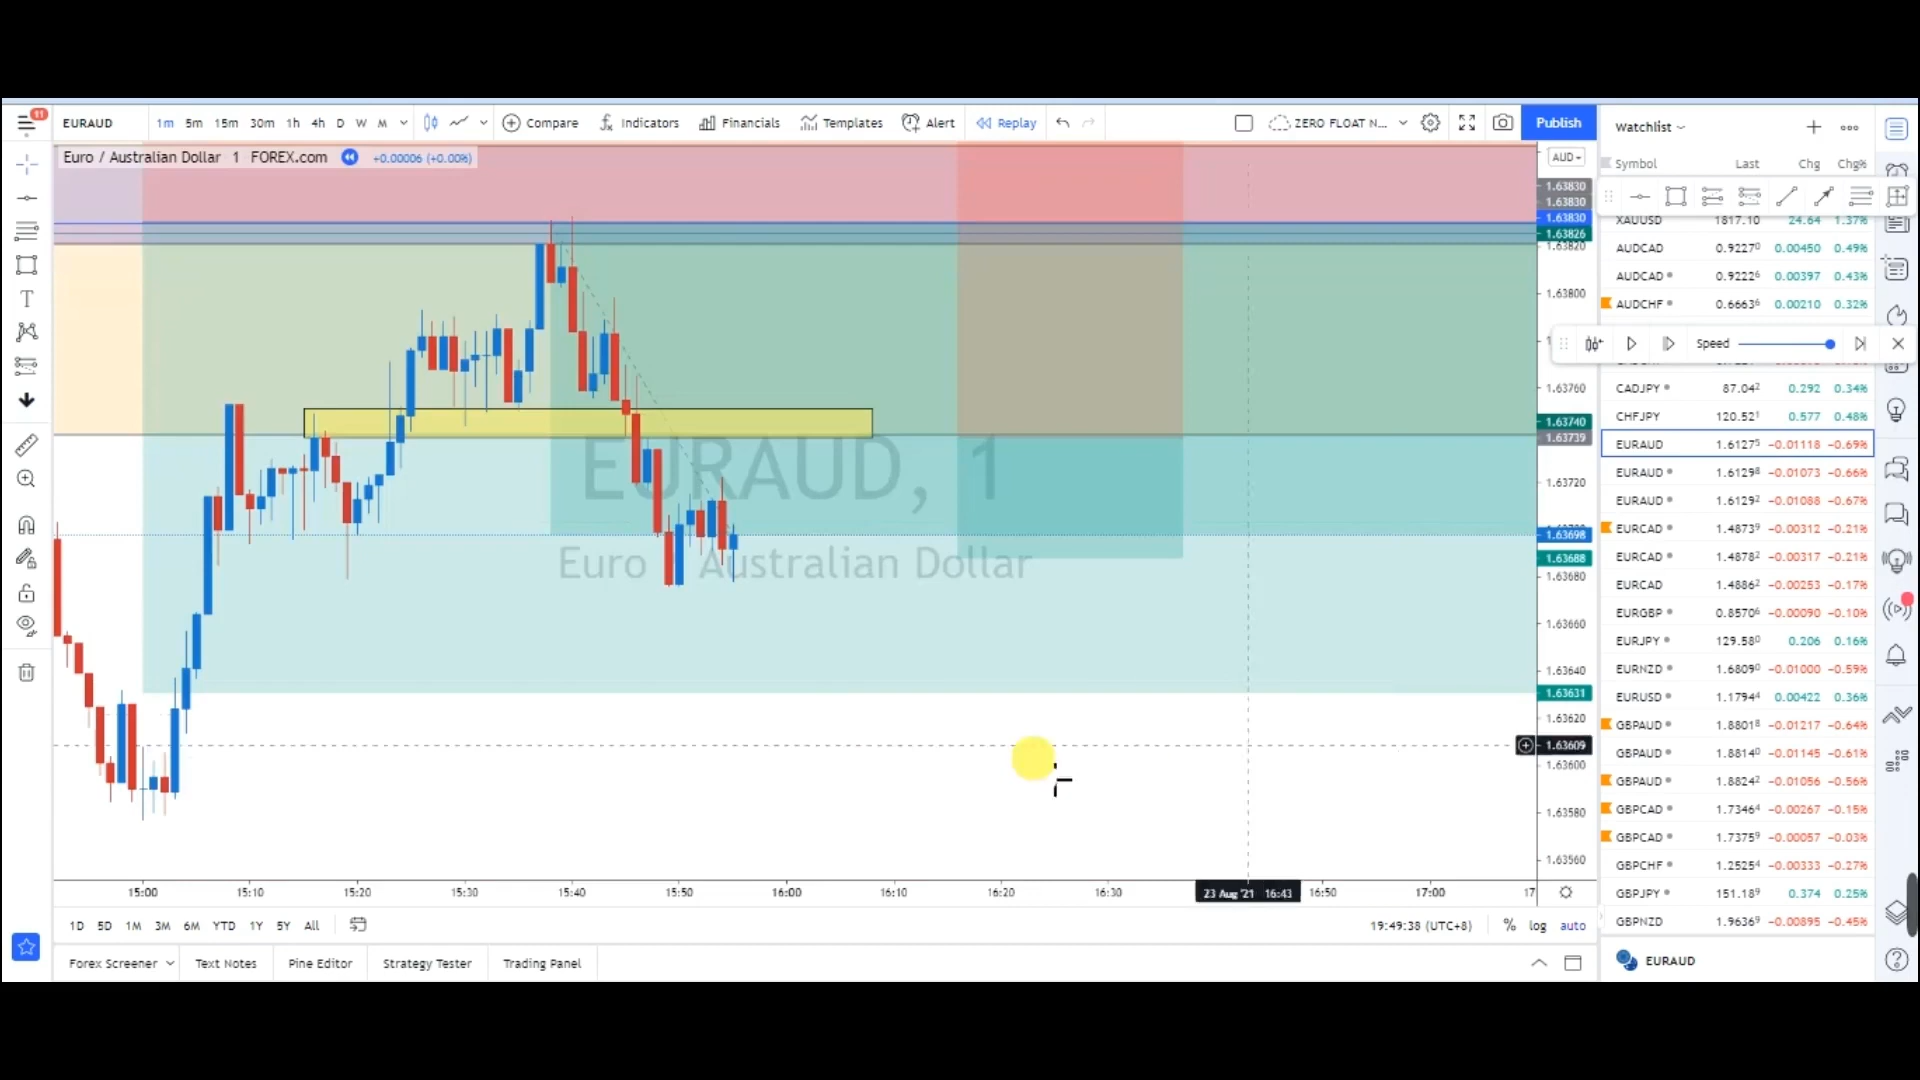 11 EURAUD 1m 5m 15m 30m 1h 4h D W M Compare Indicators Financials Templates Alert Replay ZERO FLOAT N... Publish
Euro / Australian Dollar 1 FOREX.com +0.00006 (+0.00%)
AUD
1.63830
1.63830
1.63830
1.63826
1.63820
1.63800
1.63760
1.63740
1.63739
1.63720
1.63698
1.63688
1.63680
1.63660
1.63640
1.63631
1.63620
1.63609
1.63600
1.63580
1.63560
EURAUD, 1
Euro / Australian Dollar
15:00 15:10 15:20 15:30 15:40 15:50 16:00 16:10 16:20 16:30 23 Aug '21 16:43 16:50 17:00 17
1D 5D 1M 3M 6M YTD 1Y 5Y All 19:49:38 (UTC+8) % log auto
Forex Screener Text Notes Pine Editor Strategy Tester Trading Panel
Watchlist
Symbol Last Chg Chg%
XAUUSD 1817.10 24.64 1.37%
AUDCAD 0.92270 0.00450 0.49%
AUDCAD 0.92226 0.00397 0.43%
AUDCHF 0.66636 0.00210 0.32%
Speed
CADJPY 87.042 0.292 0.34%
CHFJPY 120.521 0.577 0.48%
EURAUD 1.61275 −0.01118 −0.69%
EURAUD 1.61298 −0.01073 −0.66%
EURAUD 1.61292 −0.01088 −0.67%
EURCAD 1.48739 −0.00312 −0.21%
EURCAD 1.48782 −0.00317 −0.21%
EURCAD 1.48862 −0.00253 −0.17%
EURGBP 0.85706 −0.00090 −0.10%
EURJPY 129.580 0.206 0.16%
EURNZD 1.68090 −0.01000 −0.59%
EURUSD 1.17944 0.00422 0.36%
GBPAUD 1.88018 −0.01217 −0.64%
GBPAUD 1.88140 −0.01145 −0.61%
GBPAUD 1.88242 −0.01056 −0.56%
GBPCAD 1.73464 −0.00267 −0.15%
GBPCAD 1.73759 −0.00057 −0.03%
GBPCHF 1.25254 −0.00333 −0.27%
GBPJPY 151.189 0.374 0.25%
GBPNZD 1.96369 −0.00895 −0.45%
EURAUD